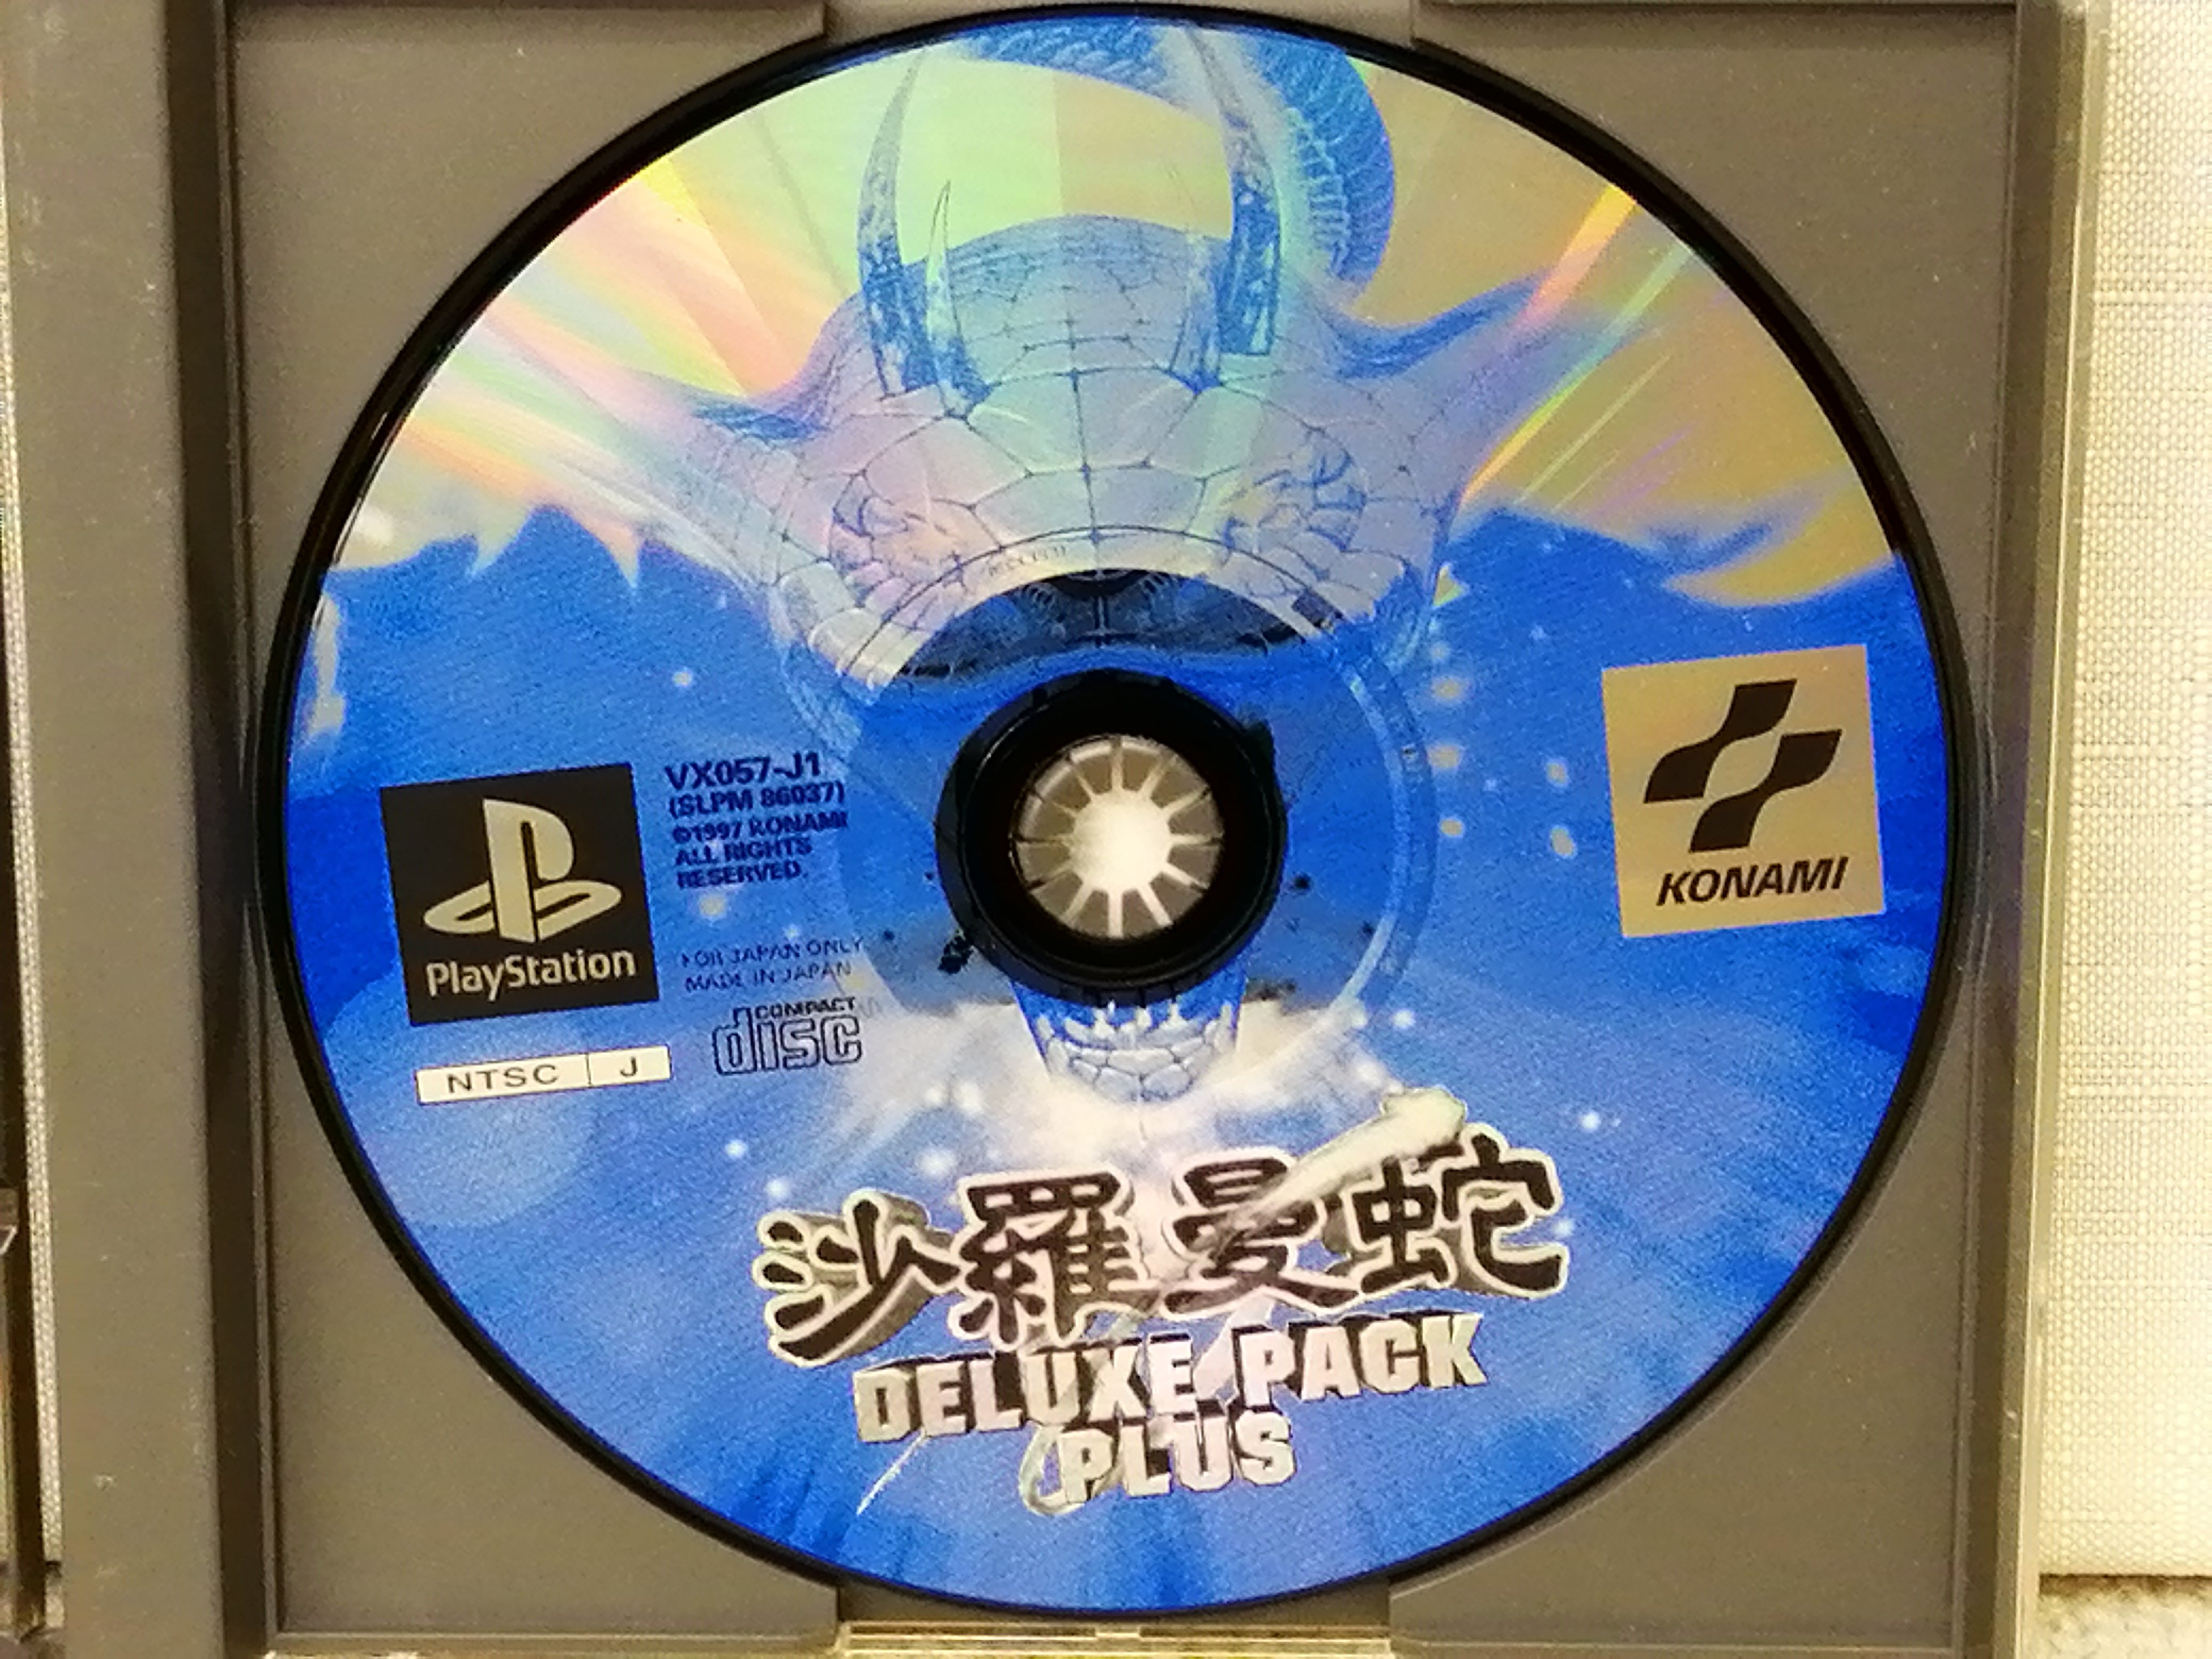 VX057-J1
(SLPM 86037)
©1997 KONAMI
ALL RIGHTS
RESERVED.
PlayStation
FOR JAPAN ONLY
MADE IN JAPAN
COMPACT
disc
NTSC J
KONAMI
沙羅曼蛇
DELUXE PACK
PLUS